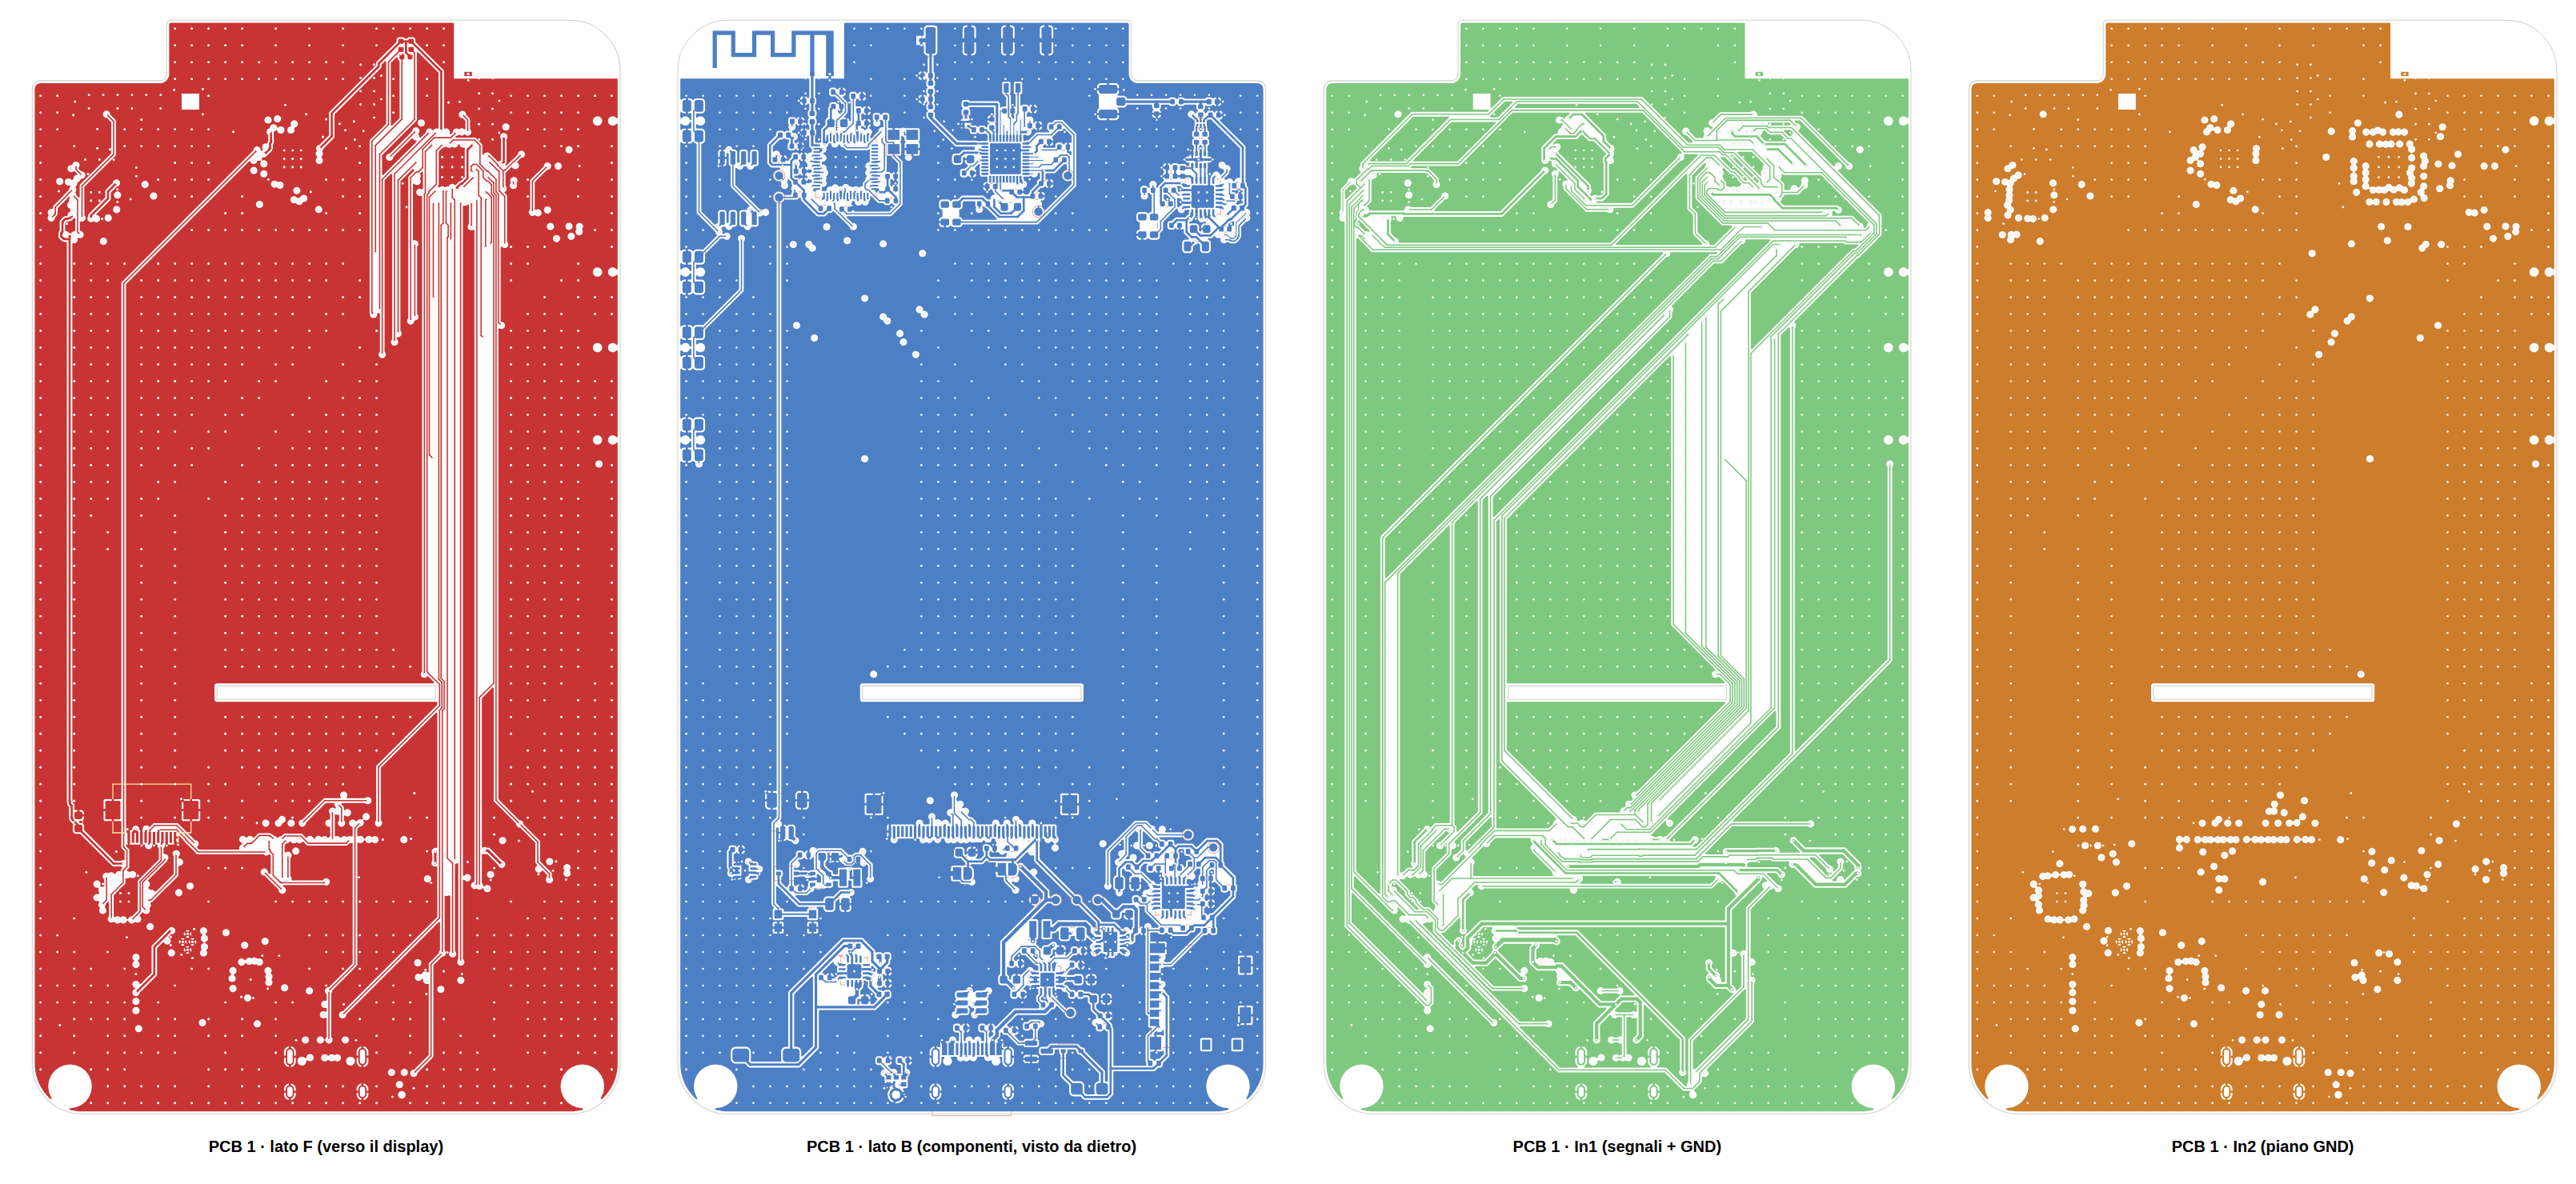 PCB 1 · lato F (verso il display)
PCB 1 · lato B (componenti, visto da dietro)
PCB 1 · In1 (segnali + GND)
PCB 1 · In2 (piano GND)